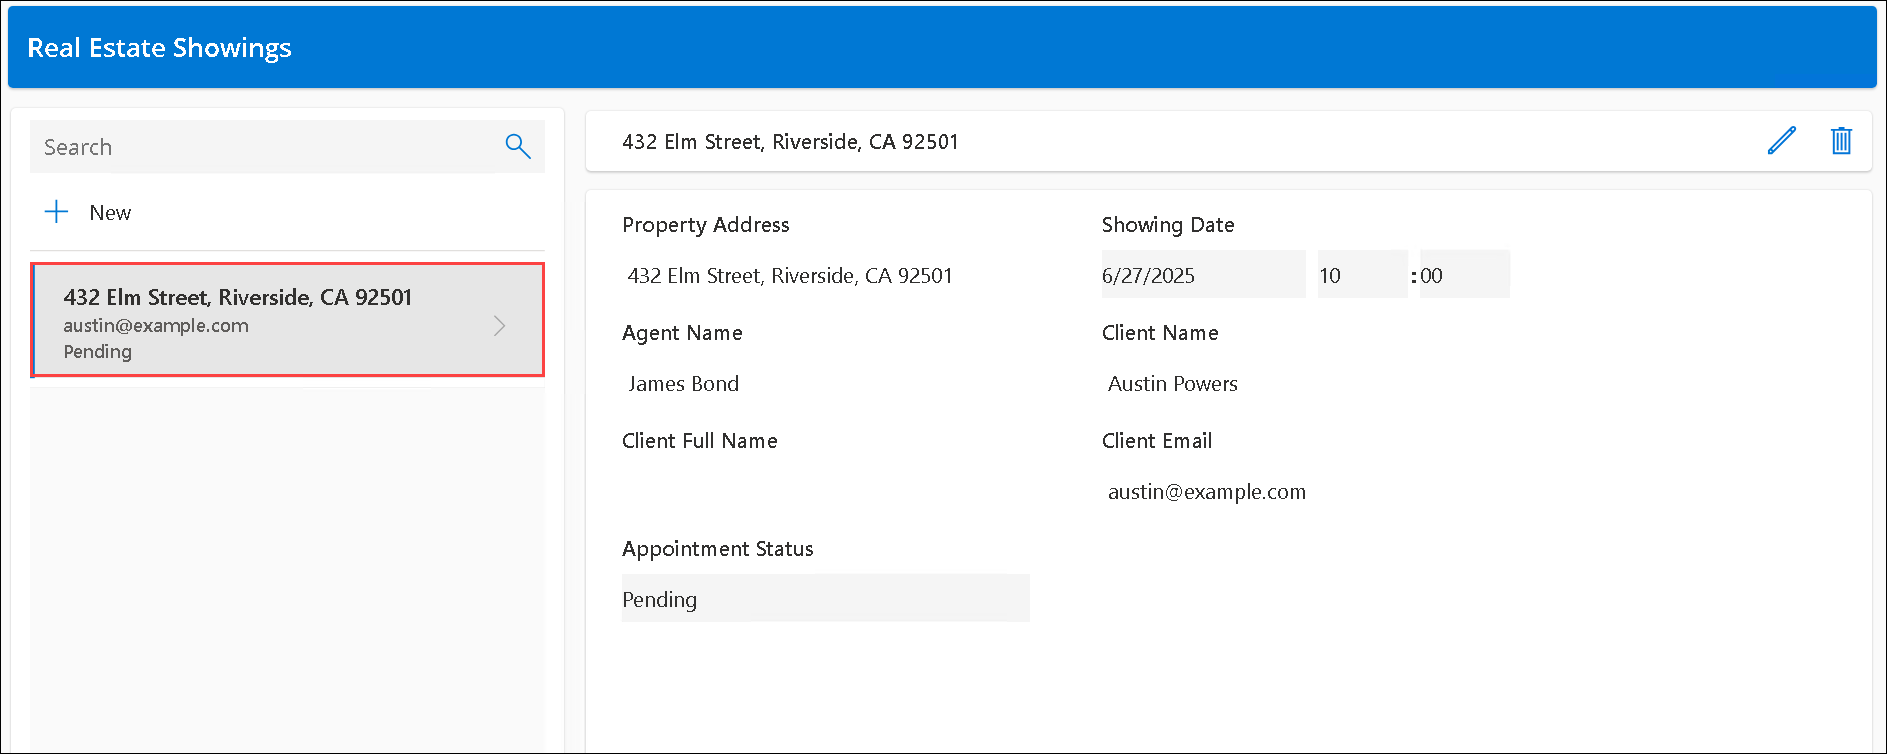 Real Estate Showings
Search
New
432 Elm Street, Riverside, CA 92501
austin@example.com
Pending
432 Elm Street, Riverside, CA 92501
Property Address
Showing Date
432 Elm Street, Riverside, CA 92501
6/27/2025 10 :00
Agent Name
Client Name
James Bond
Austin Powers
Client Full Name
Client Email
austin@example.com
Appointment Status
Pending